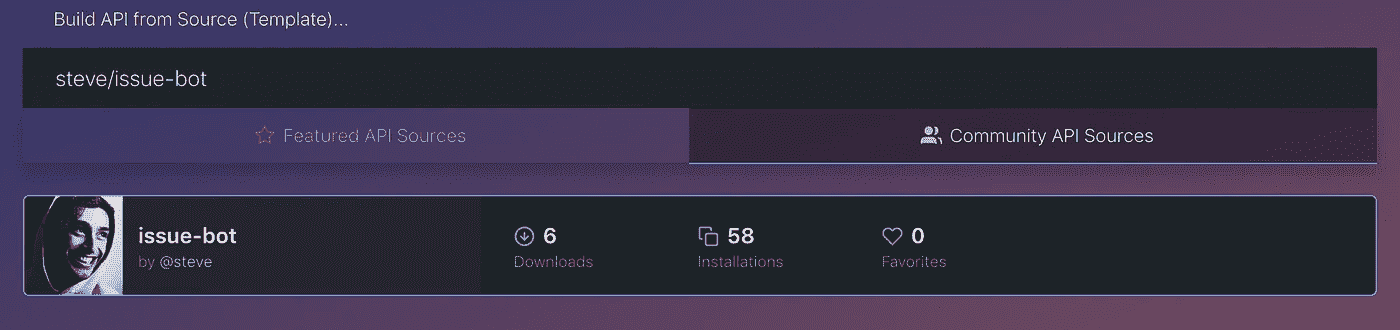 Build API from Source (Template)...
steve/issue-bot
Featured API Sources
Community API Sources
issue-bot
by @steve
6
Downloads
58
Installations
0
Favorites